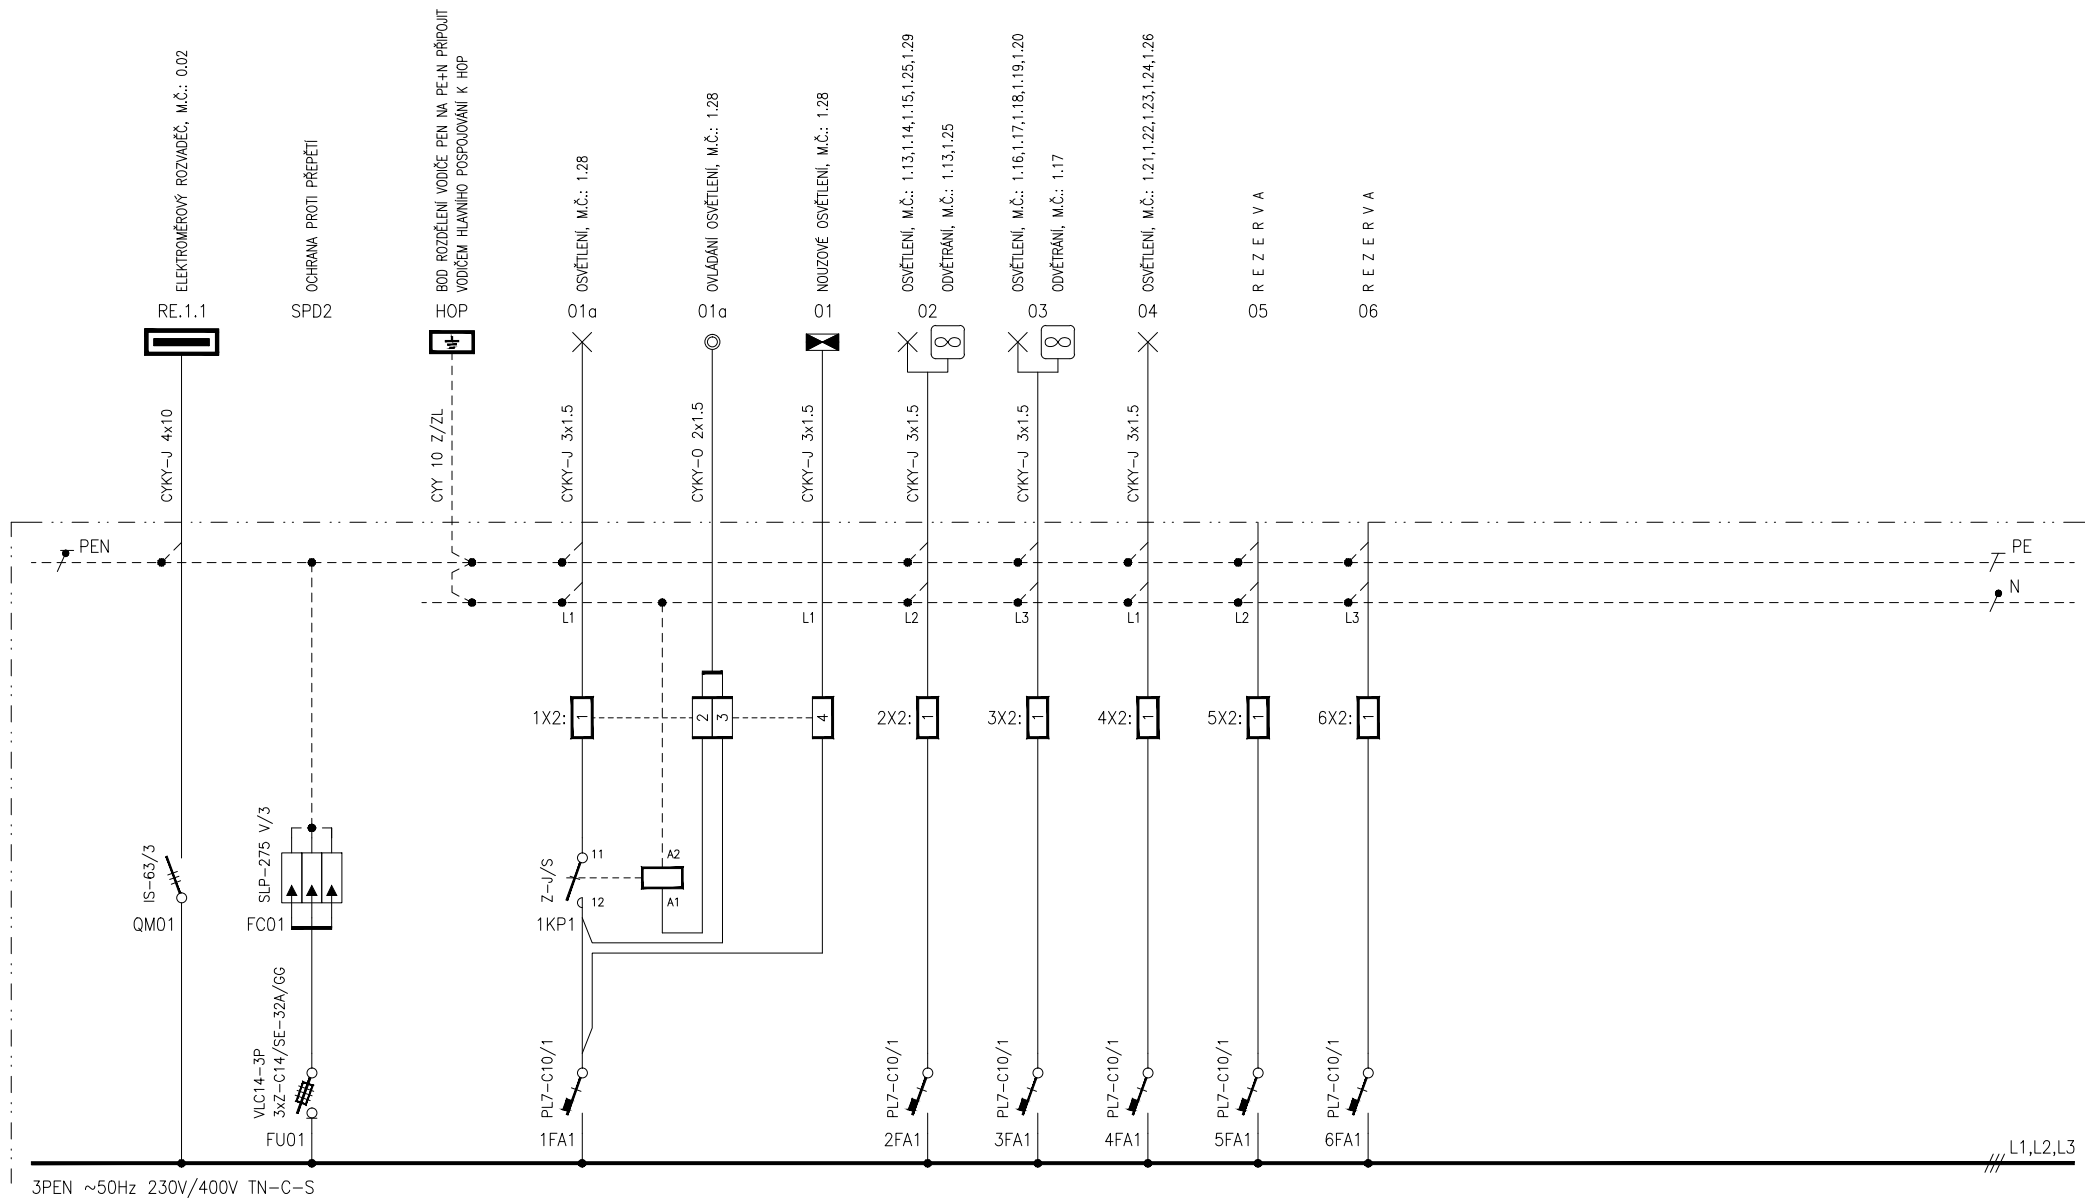 ELEKTROMĚROVÝ ROZVADĚČ, M.Č.: 0.02
OCHRANA PROTI PŘEPĚTÍ
BOD ROZDĚLENÍ VODIČE PEN NA PE+N PŘIPOJIT
VODIČEM HLAVNÍHO POSPOJOVÁNÍ K HOP
OSVĚTLENÍ, M.Č.: 1.28
OVLÁDÁNÍ OSVĚTLENÍ, M.Č.: 1.28
NOUZOVÉ OSVĚTLENÍ, M.Č.: 1.28
OSVĚTLENÍ, M.Č.: 1.13,1.14,1.15,1.25,1.29
ODVĚTRÁNÍ, M.Č.: 1.13,1.25
OSVĚTLENÍ, M.Č.: 1.16,1.17,1.18,1.19,1.20
ODVĚTRÁNÍ, M.Č.: 1.17
OSVĚTLENÍ, M.Č.: 1.21,1.22,1.23,1.24,1.26
R E Z E R V A
R E Z E R V A
RE.1.1
SPD2
HOP
01a
01a
01
02
03
04
05
06
CYKY-J 4x10
CYY 10 Z/ZL
CYKY-J 3x1.5
CYKY-O 2x1.5
CYKY-J 3x1.5
CYKY-J 3x1.5
CYKY-J 3x1.5
CYKY-J 3x1.5
PEN
PE
N
L1
L1
L2
L3
L1
L2
L3
1X2:
1
2
3
4
2X2:
1
3X2:
1
4X2:
1
5X2:
1
6X2:
1
IS-63/3
QM01
SLP-275 V/3
FC01
Z-J/S
1KP1
11
12
A2
A1
VLC14-3P
3xZ-C14/SE-32A/GG
FU01
PL7-C10/1
1FA1
PL7-C10/1
2FA1
PL7-C10/1
3FA1
PL7-C10/1
4FA1
PL7-C10/1
5FA1
PL7-C10/1
6FA1
L1,L2,L3
3PEN ~50Hz 230V/400V TN-C-S